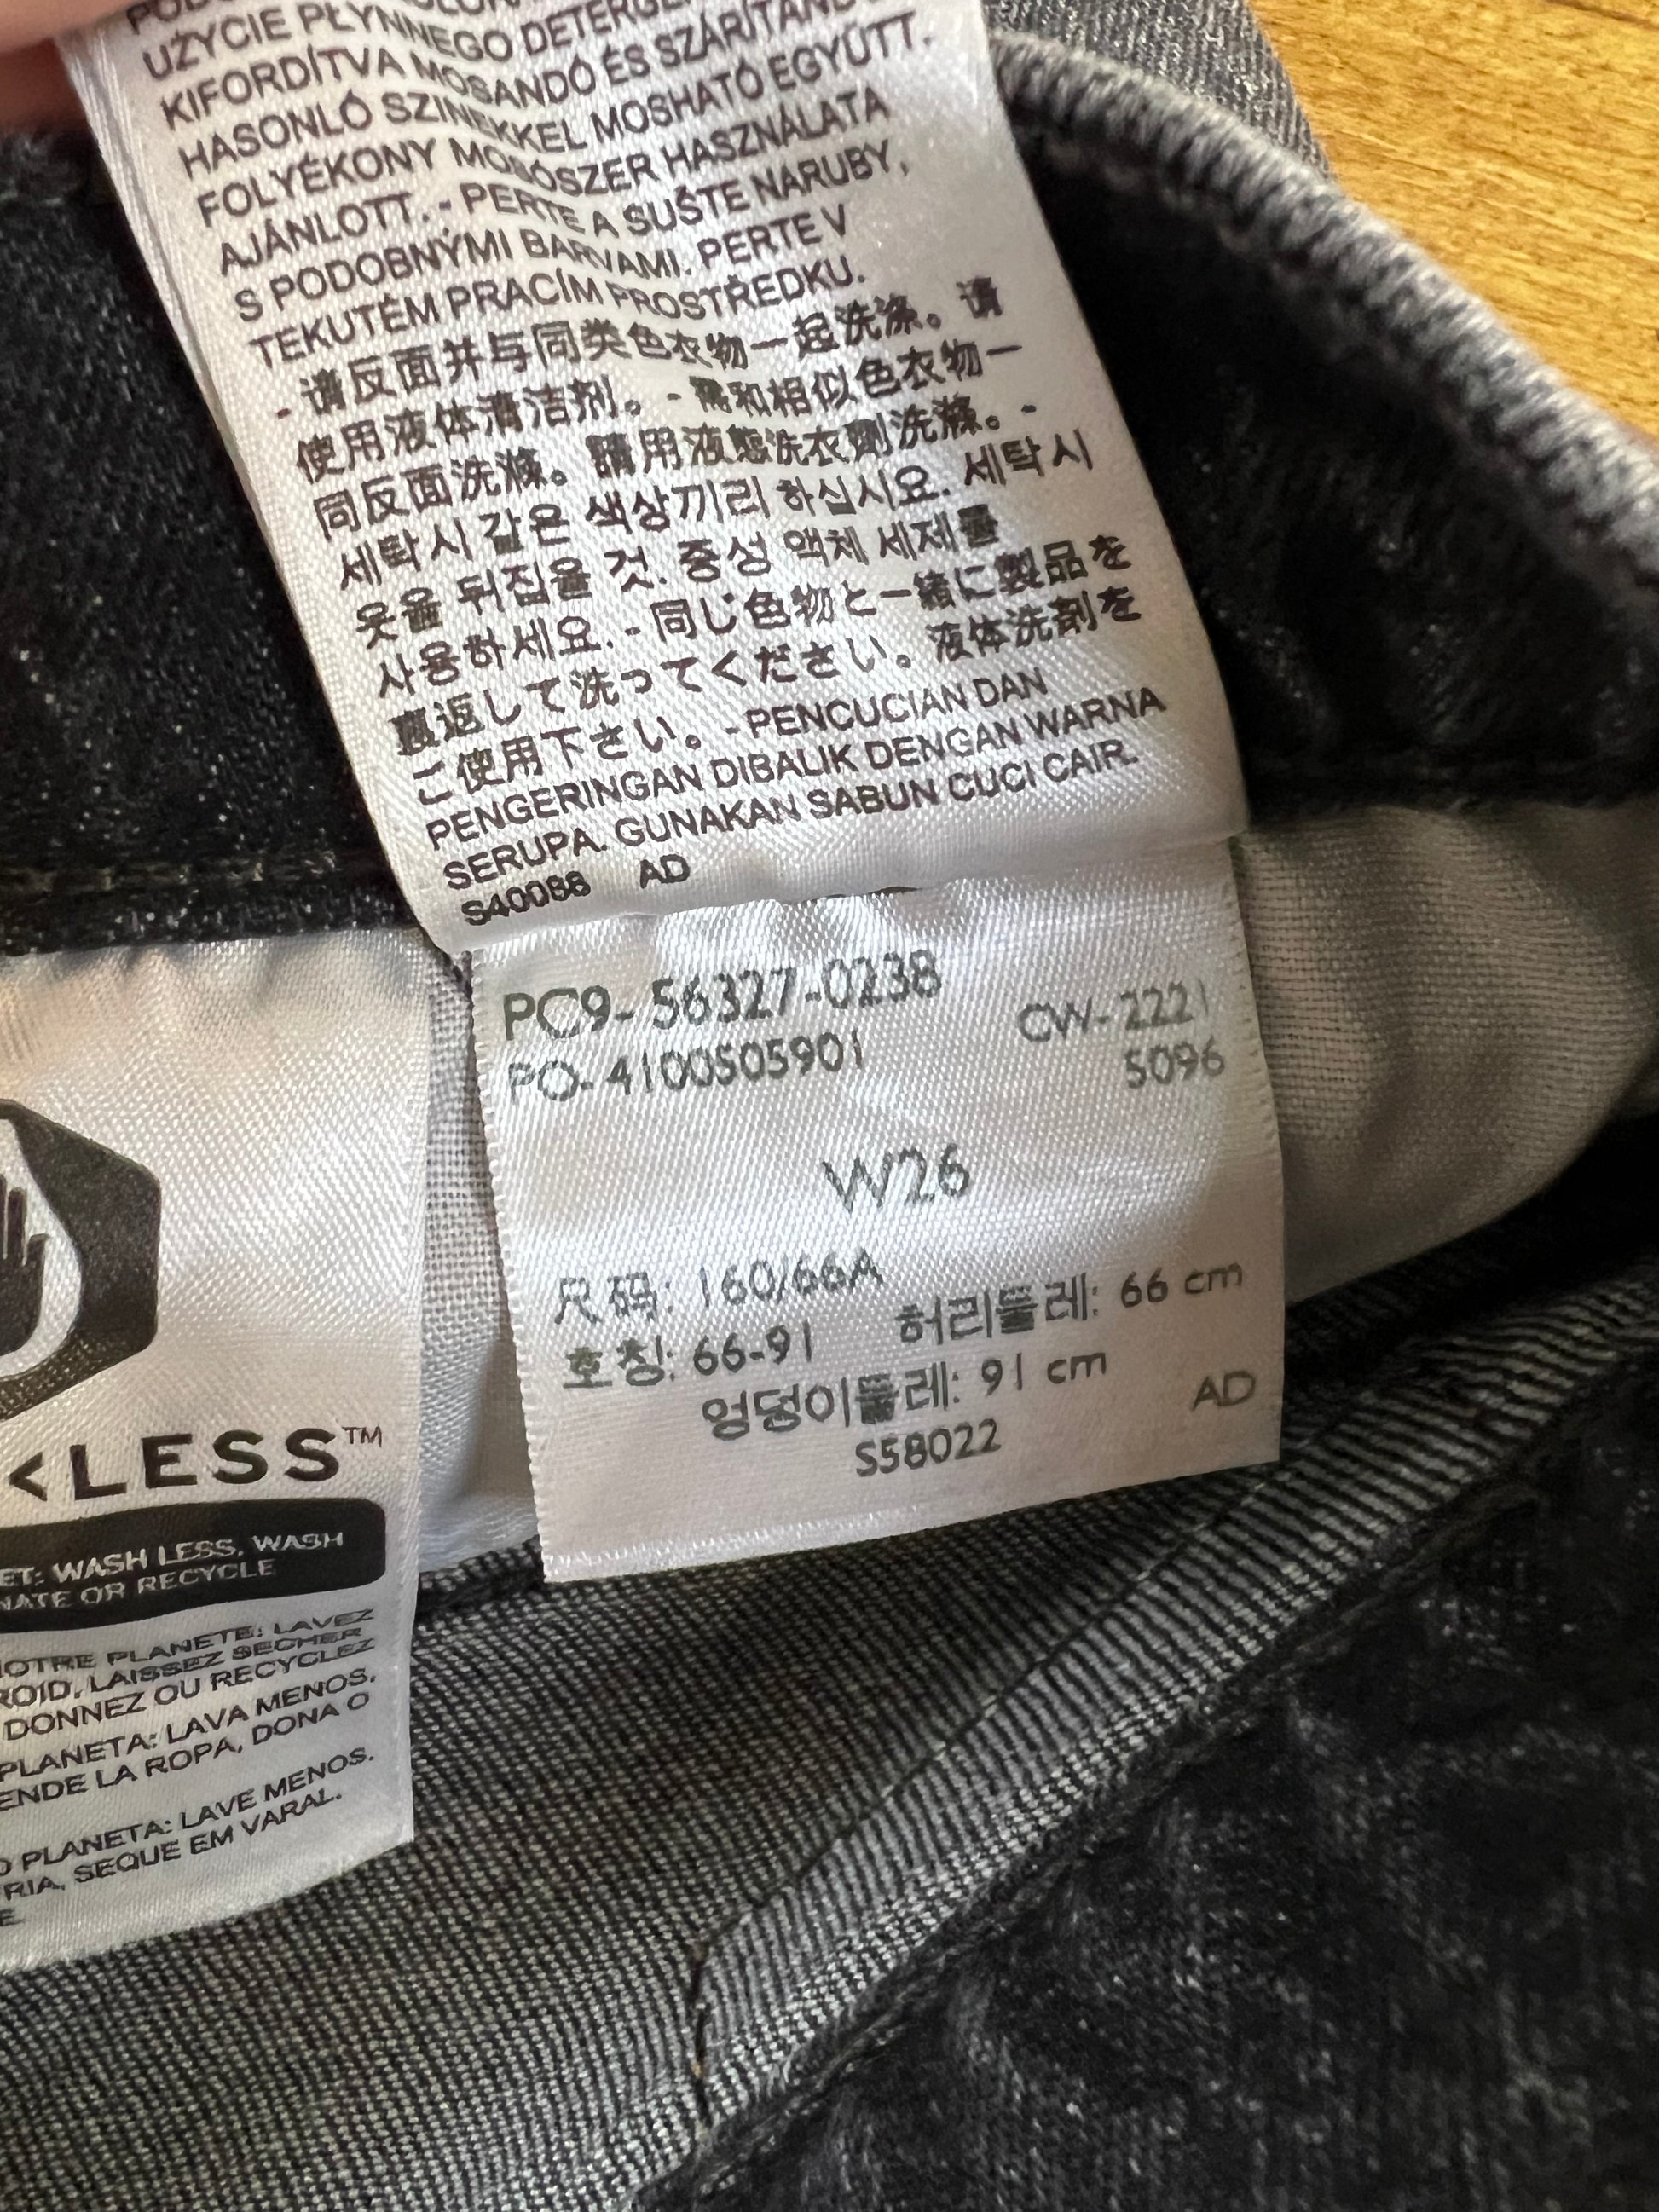 UŻYCIE PŁYNNEGO
KIFORDÍTVA MOSANDÓ ÉS
HASONLÓ SZINEKKEL MOSHATÓ EGYÜTT.
FOLYÉKONY MOSÓSZER HASZNÁLATA
AJÁNLOTT. - PERTE A SUŠTE NARUBY,
S PODOBNÝMI BARVAMI. PERTE V
TEKUTÉM PRACÍM PROSTŘEDKU.
- 请反面并与同类色衣物一起洗涤。请
使用液体清洁剂。- 需和相似色衣物一
同反面洗滌。請用液態洗衣劑洗滌。-
세탁 시 같은 색상끼리 하십시요. 세탁 시
옷을 뒤집을 것. 중성 액체 세제를
사용하세요. - 同じ色物と一緒に製品を
裏返して洗ってください。液体洗剤を
ご使用下さい。- PENCUCIAN DAN
PENGERINGAN DIBALIK DENGAN WARNA
SERUPA. GUNAKAN SABUN CUCI CAIR.
S40088 AD
PC9- 56327-0238
PO- 4100505901
CW- 2221
5096
W26
尺码: 160/66A
호칭: 66-91 허리둘레: 66 cm
엉덩이둘레: 91 cm
S58022 AD
<LESS™
ET: WASH LESS, WASH
NATE OR RECYCLE
OTRE PLANETE: LAVEZ
ROID, LAISSEZ SECHER
DONNEZ OU RECYCLEZ
PLANETA: LAVA MENOS,
ENDE LA ROPA, DONA O
O PLANETA: LAVE MENOS.
RIA, SEQUE EM VARAL.
E